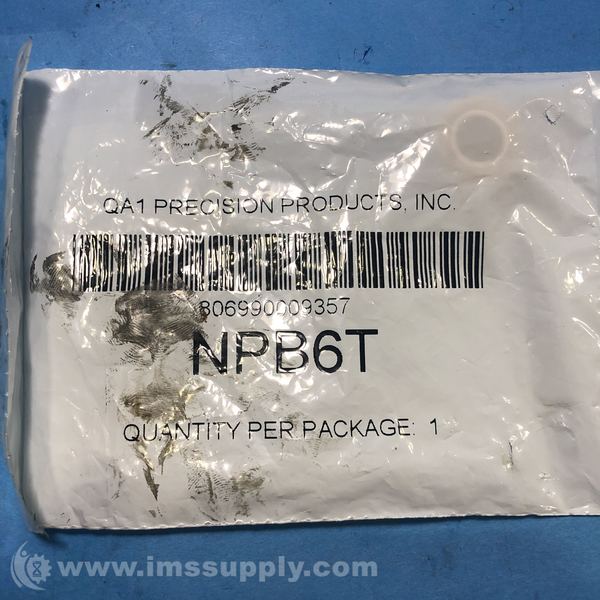 QA1 PRECISION PRODUCTS, INC.
806990009357
NPB6T
QUANTITY PER PACKAGE: 1
www.imssupply.com